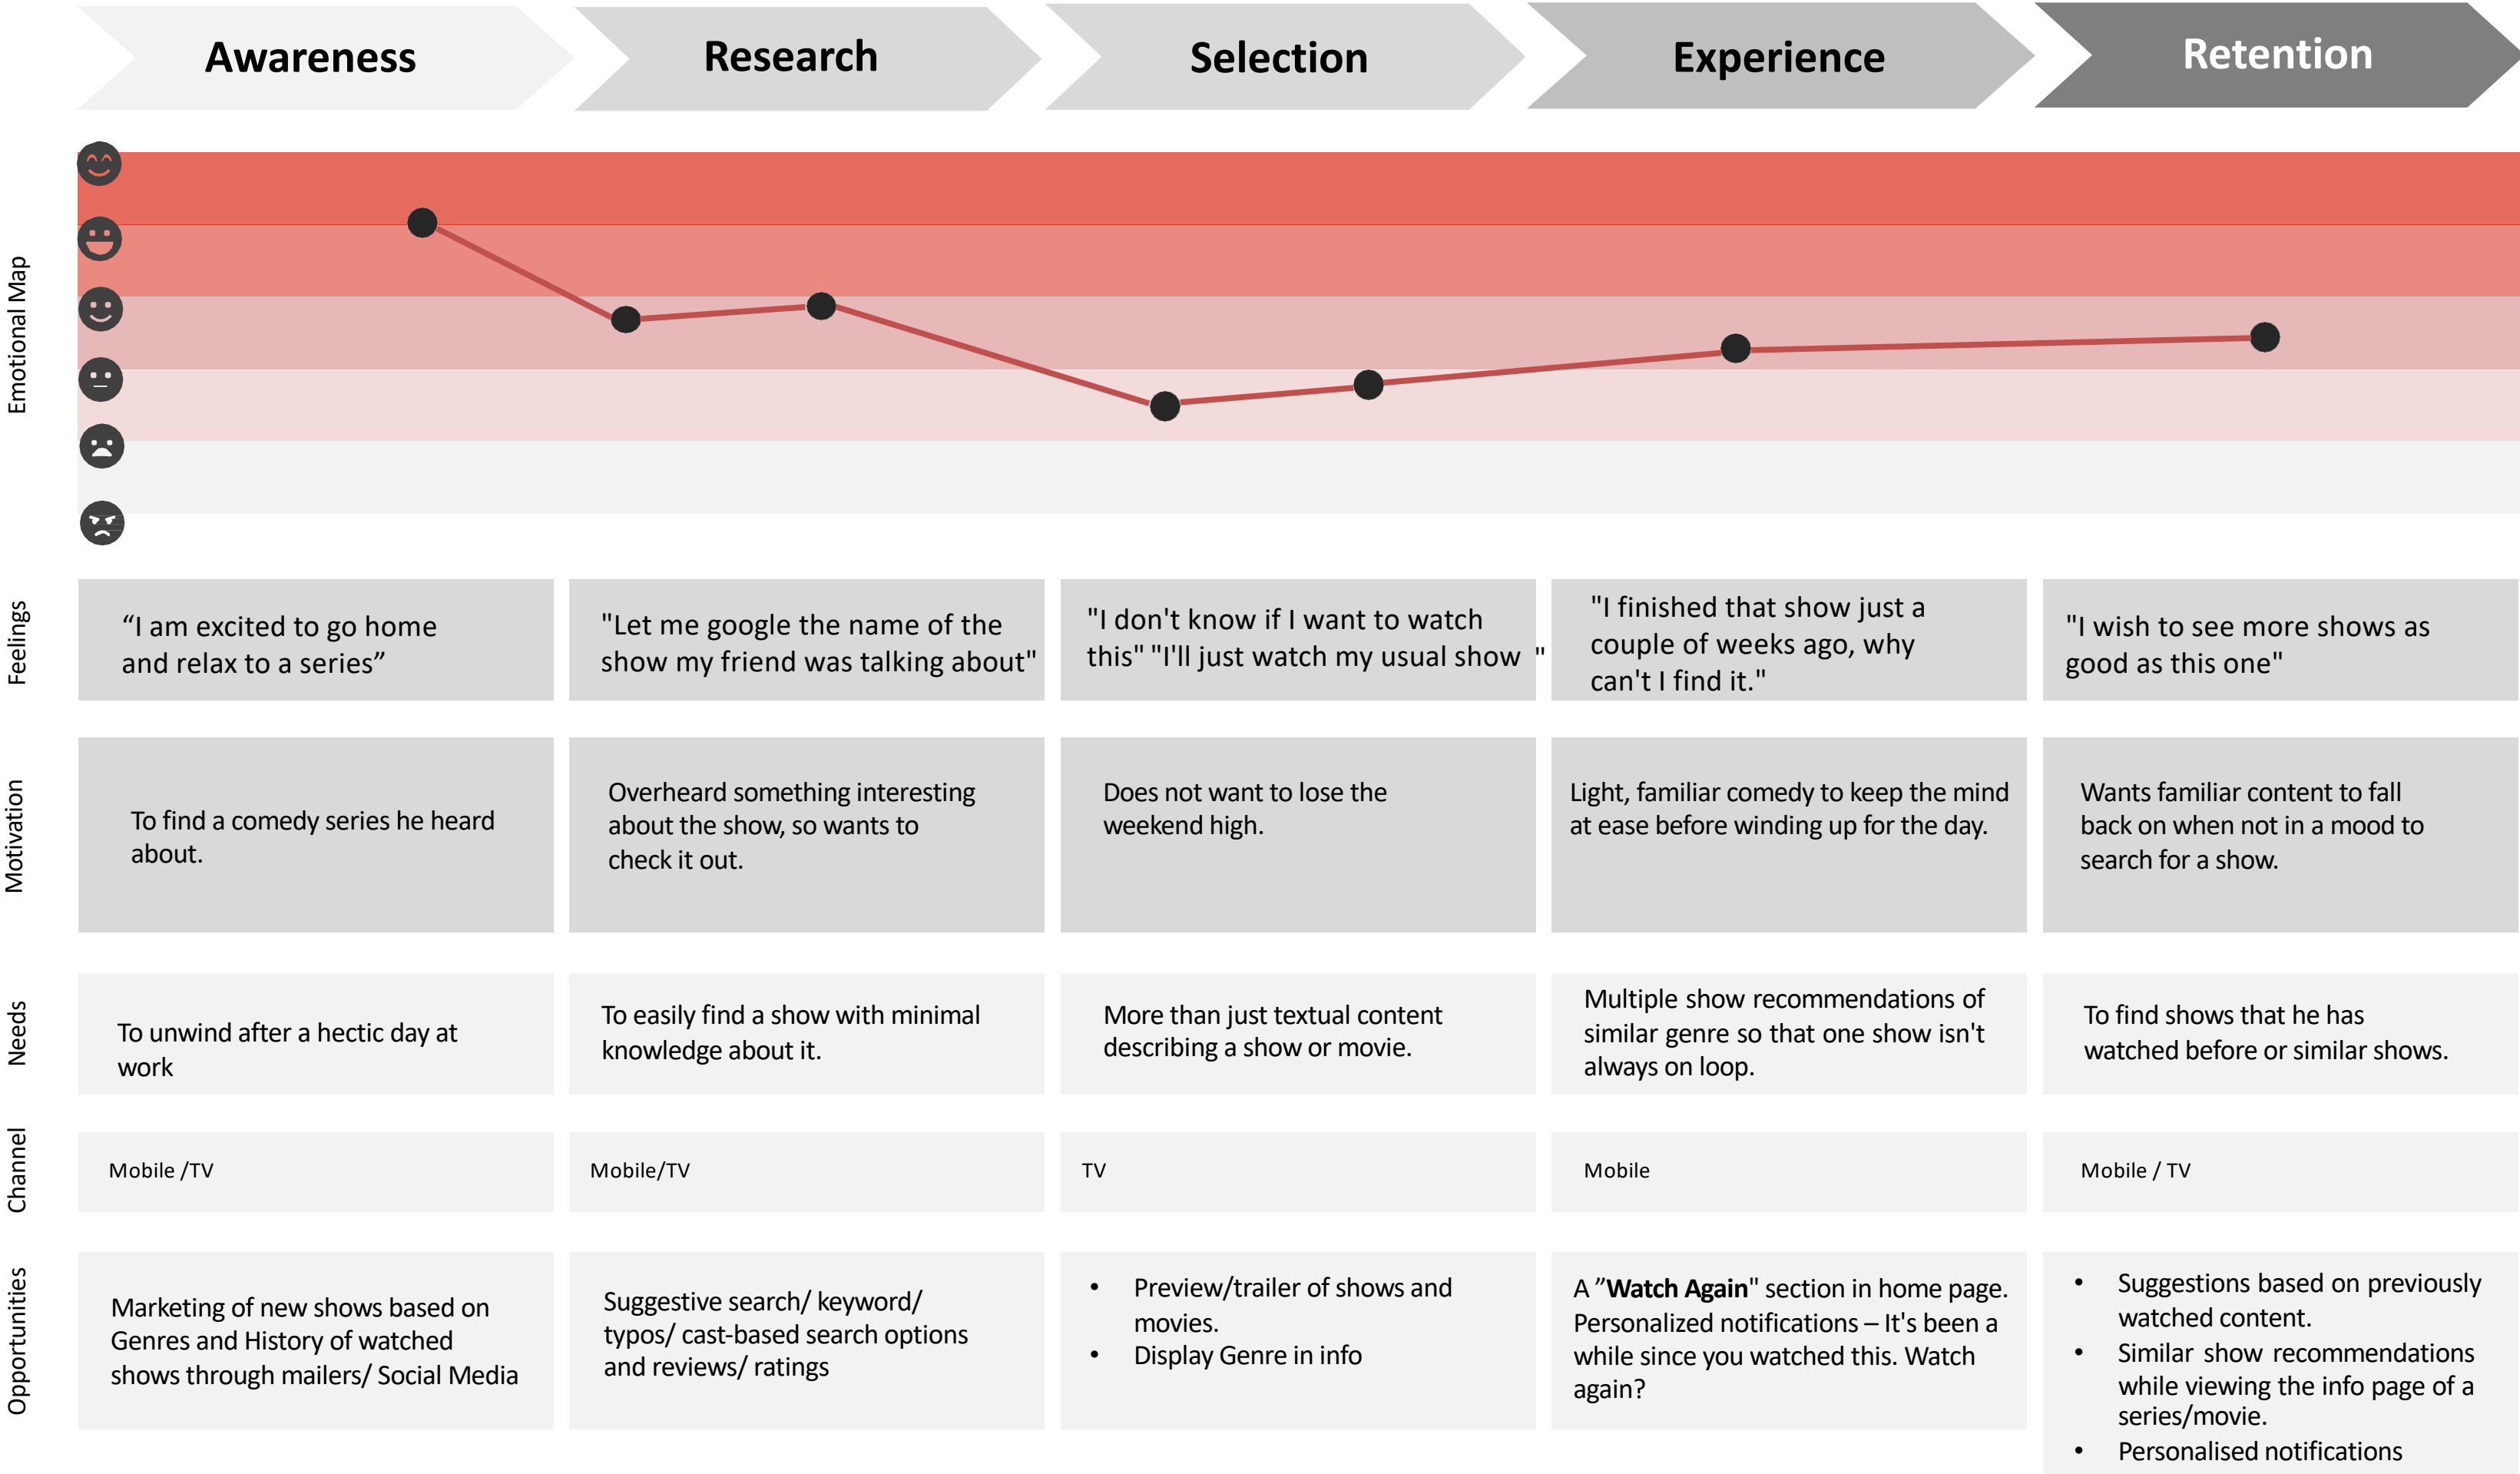 Awareness
Research
Selection
Experience
Retention
Emotional Map
Feelings
“I am excited to go home
and relax to a series”
"Let me google the name of the
show my friend was talking about"
"I don't know if I want to watch
this" "I'll just watch my usual show "
"I finished that show just a
couple of weeks ago, why
can't I find it."
"I wish to see more shows as
good as this one"
Motivation
To find a comedy series he heard
about.
Overheard something interesting
about the show, so wants to
check it out.
Does not want to lose the
weekend high.
Light, familiar comedy to keep the mind
at ease before winding up for the day.
Wants familiar content to fall
back on when not in a mood to
search for a show.
Needs
To unwind after a hectic day at
work
To easily find a show with minimal
knowledge about it.
More than just textual content
describing a show or movie.
Multiple show recommendations of
similar genre so that one show isn't
always on loop.
To find shows that he has
watched before or similar shows.
Channel
Mobile /TV
Mobile/TV
TV
Mobile
Mobile / TV
Opportunities
Marketing of new shows based on
Genres and History of watched
shows through mailers/ Social Media
Suggestive search/ keyword/
typos/ cast-based search options
and reviews/ ratings
• Preview/trailer of shows and
movies.
• Display Genre in info
A ”Watch Again" section in home page.
Personalized notifications – It's been a
while since you watched this. Watch
again?
• Suggestions based on previously
watched content.
• Similar show recommendations
while viewing the info page of a
series/movie.
• Personalised notifications